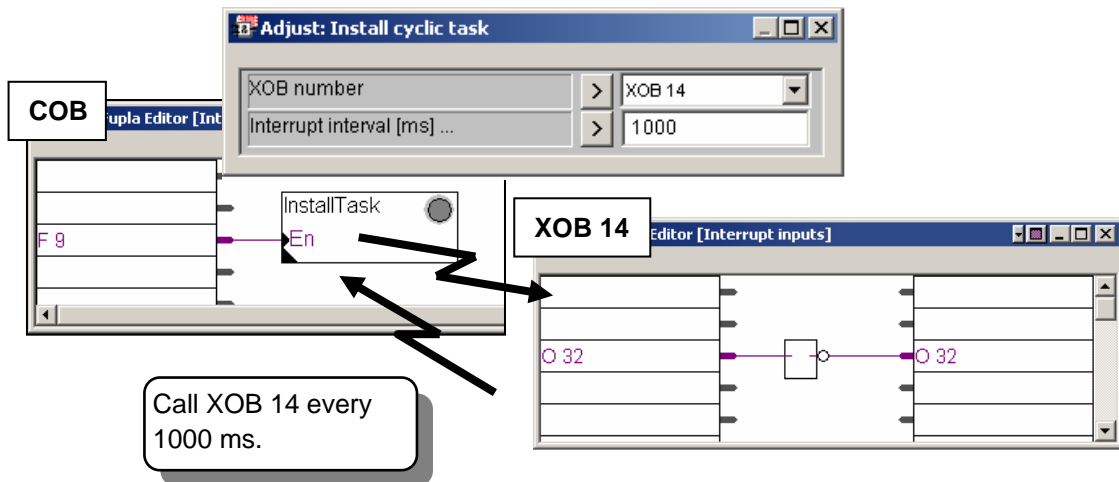 Adjust: Install cyclic task
XOB number
>
XOB 14
Interrupt interval [ms] ...
>
1000
COB
Fupla Editor [Int
InstallTask
F 9
En
XOB 14
Editor [Interrupt inputs]
O 32
O 32
Call XOB 14 every
1000 ms.